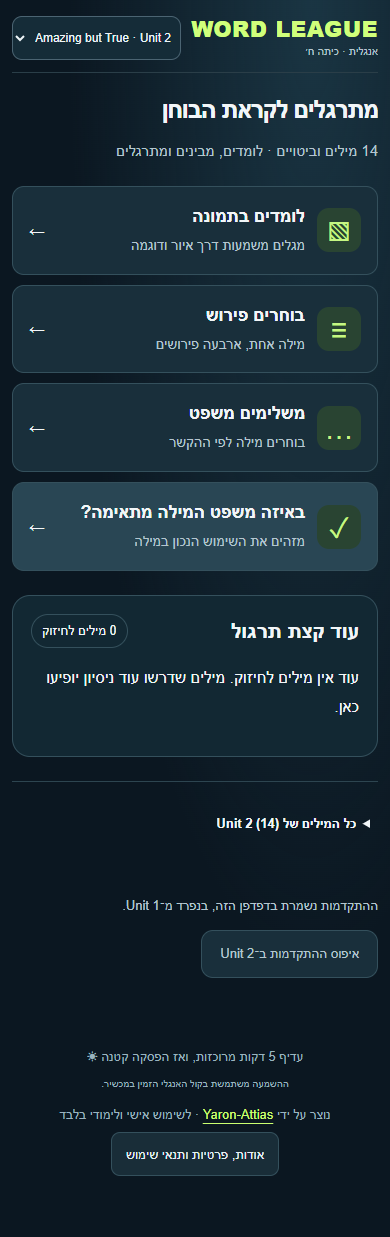 WORD LEAGUE
אנגלית · כיתה ח׳
Amazing but True · Unit 2
מתרגלים לקראת הבוחן
14 מילים וביטויים · לומדים, מבינים ומתרגלים
לומדים בתמונה
מגלים משמעות דרך איור ודוגמה
←
בוחרים פירוש
מילה אחת, ארבעה פירושים
←
משלימים משפט
בוחרים מילה לפי ההקשר
←
באיזה משפט המילה מתאימה?
מזהים את השימוש הנכון במילה
←
עוד קצת תרגול
0 מילים לחיזוק
עוד אין מילים לחיזוק. מילים שדרשו עוד ניסיון יופיעו
כאן.
◀ כל המילים של Unit 2 (14)
ההתקדמות נשמרת בדפדפן הזה, בנפרד מ־Unit 1.
איפוס ההתקדמות ב־Unit 2
עדיף 5 דקות מרוכזות, ואז הפסקה קטנה ☀
ההשמעה משתמשת בקול האנגלי הזמין במכשיר.
נוצר על ידי Yaron-Attias · לשימוש אישי ולימודי בלבד
אודות, פרטיות ותנאי שימוש